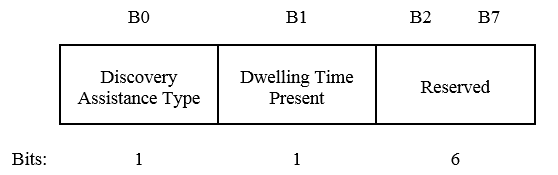 B0 B1 B2 B7
Discovery
Assistance Type
Dwelling Time
Present
Reserved
Bits: 1 1 6